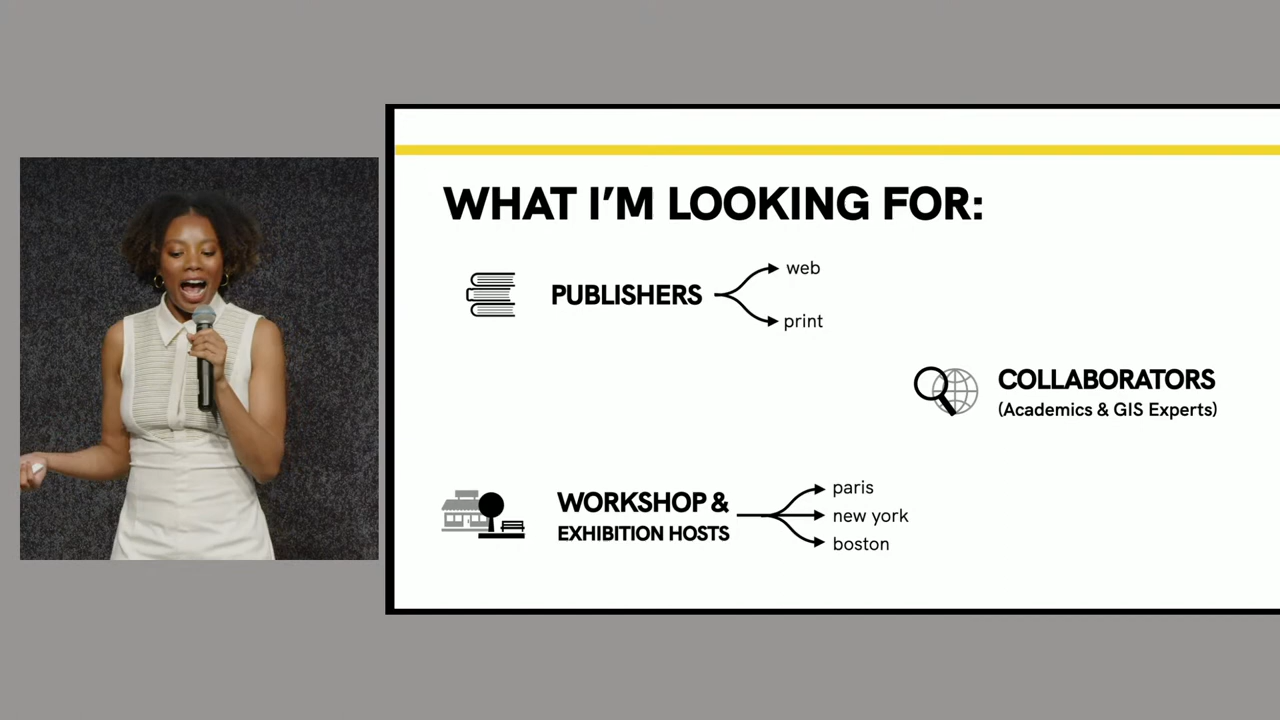 WHAT I'M LOOKING FOR:
PUBLISHERS
web
print
COLLABORATORS
(Academics & GIS Experts)
WORKSHOP &
EXHIBITION HOSTS
paris
new york
boston